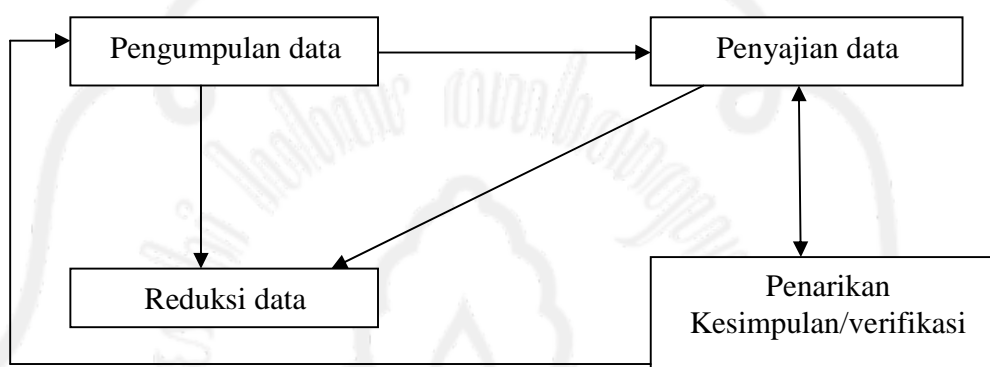 Pengumpulan data
Penyajian data
Reduksi data
Penarikan
Kesimpulan/verifikasi